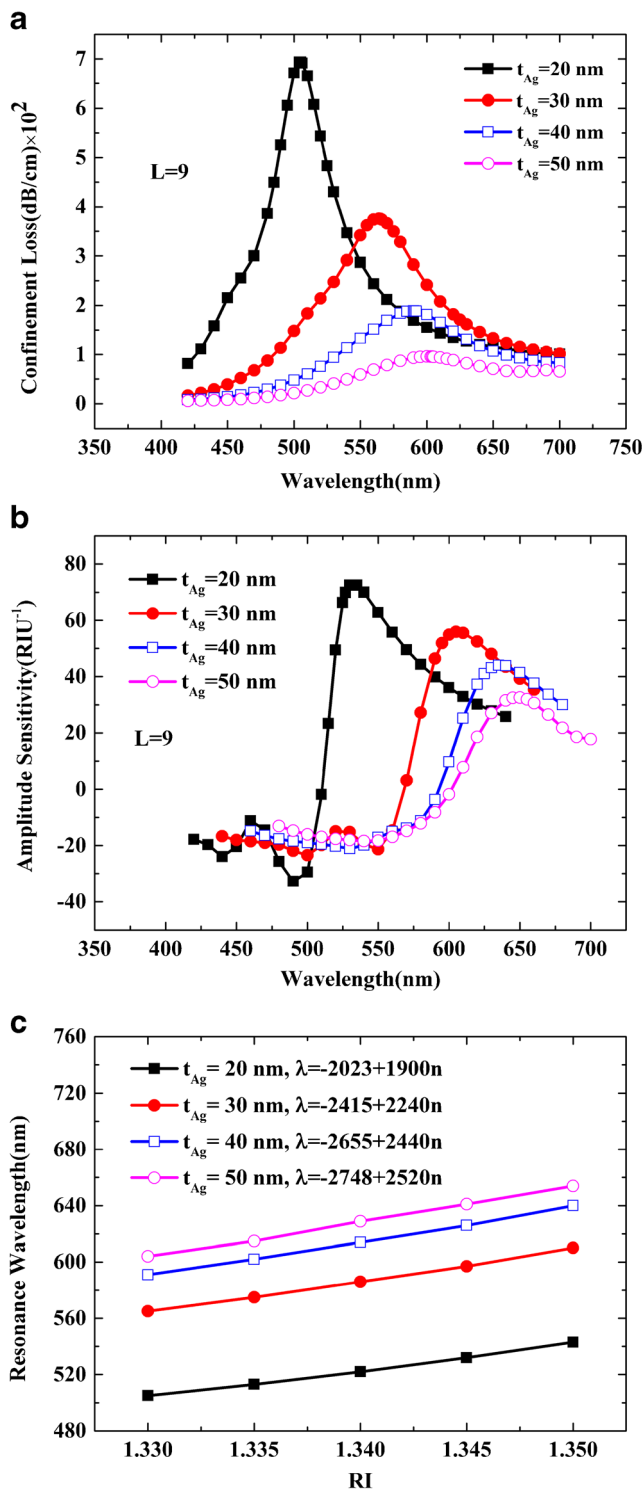 a
Confinement Loss(dB/cm)×10²
7
6
5
4
3
2
1
0
L=9
t_Ag=20 nm
t_Ag=30 nm
t_Ag=40 nm
t_Ag=50 nm
350 400 450 500 550 600 650 700 750
Wavelength(nm)
b
Amplitude Sensitivity(RIU⁻¹)
80
60
40
20
0
-20
-40
t_Ag=20 nm
t_Ag=30 nm
t_Ag=40 nm
t_Ag=50 nm
L=9
350 400 450 500 550 600 650 700
Wavelength(nm)
c
Resonance Wavelength(nm)
760
720
680
640
600
560
520
480
t_Ag= 20 nm, λ=-2023+1900n
t_Ag= 30 nm, λ=-2415+2240n
t_Ag= 40 nm, λ=-2655+2440n
t_Ag= 50 nm, λ=-2748+2520n
1.330 1.335 1.340 1.345 1.350
RI